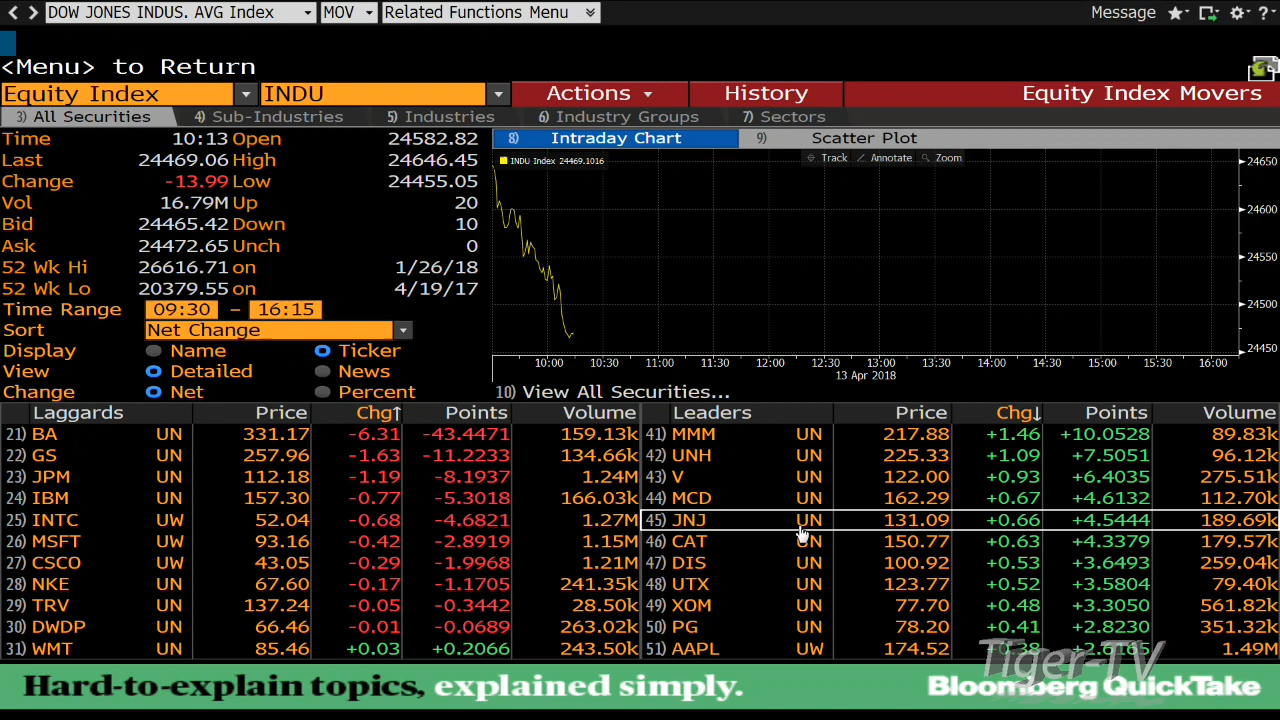 DOW JONES INDUS. AVG Index MOV Related Functions Menu Message
<Menu> to Return
Equity Index INDU Actions History Equity Index Movers
3) All Securities 4) Sub-Industries 5) Industries 6) Industry Groups 7) Sectors
Time 10:13 Open 24582.82
Last 24469.06 High 24646.45
Change -13.99 Low 24455.05
Vol 16.79M Up 20
Bid 24465.42 Down 10
Ask 24472.65 Unch 0
52 Wk Hi 26616.71 on 1/26/18
52 Wk Lo 20379.55 on 4/19/17
Time Range 09:30 - 16:15
Sort Net Change
Display Name Ticker
View Detailed News
Change Net Percent
8) Intraday Chart 9) Scatter Plot
INDU Index 24469.1016 Track Annotate Zoom
24650
24600
24550
24500
24450
10:00 10:30 11:00 11:30 12:00 12:30 13:00 13:30 14:00 14:30 15:00 15:30 16:00
13 Apr 2018
10) View All Securities...
Laggards Price Chg↑ Points Volume Leaders Price Chg↓ Points Volume
21) BA UN 331.17 -6.31 -43.4471 159.13k 41) MMM UN 217.88 +1.46 +10.0528 89.83k
22) GS UN 257.96 -1.63 -11.2233 134.66k 42) UNH UN 225.33 +1.09 +7.5051 96.12k
23) JPM UN 112.18 -1.19 -8.1937 1.24M 43) V UN 122.00 +0.93 +6.4035 275.51k
24) IBM UN 157.30 -0.77 -5.3018 166.03k 44) MCD UN 162.29 +0.67 +4.6132 112.70k
25) INTC UW 52.04 -0.68 -4.6821 1.27M 45) JNJ UN 131.09 +0.66 +4.5444 189.69k
26) MSFT UW 93.16 -0.42 -2.8919 1.15M 46) CAT UN 150.77 +0.63 +4.3379 179.57k
27) CSCO UW 43.05 -0.29 -1.9968 1.21M 47) DIS UN 100.92 +0.53 +3.6493 259.04k
28) NKE UN 67.60 -0.17 -1.1705 241.35k 48) UTX UN 123.77 +0.52 +3.5804 79.40k
29) TRV UN 137.24 -0.05 -0.3442 28.50k 49) XOM UN 77.70 +0.48 +3.3050 561.82k
30) DWDP UN 66.46 -0.01 -0.0689 263.02k 50) PG UN 78.20 +0.41 +2.8230 351.32k
31) WMT UN 85.46 +0.03 +0.2066 243.50k 51) AAPL UW 174.52 +0.38 +2.6165 1.49M
Tiger-TV
Hard-to-explain topics, explained simply. Bloomberg QuickTake